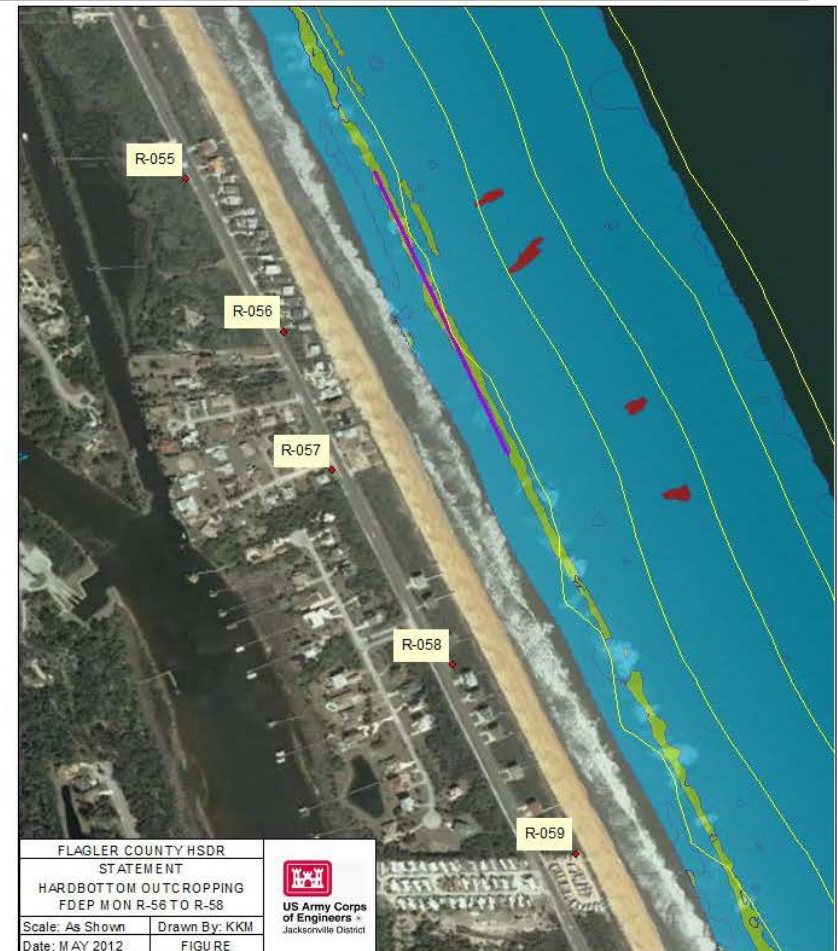 R-055
R-056
R-057
R-058
R-059
FLAGLER COUNTY HSDR
STATEMENT
HARDBOTTOM OUTCROPPING
FDEP MON R-56 TO R-58
Scale: As Shown
Drawn By: KKM
Date: MAY 2012
FIGURE
US Army Corps
of Engineers
Jacksonville District